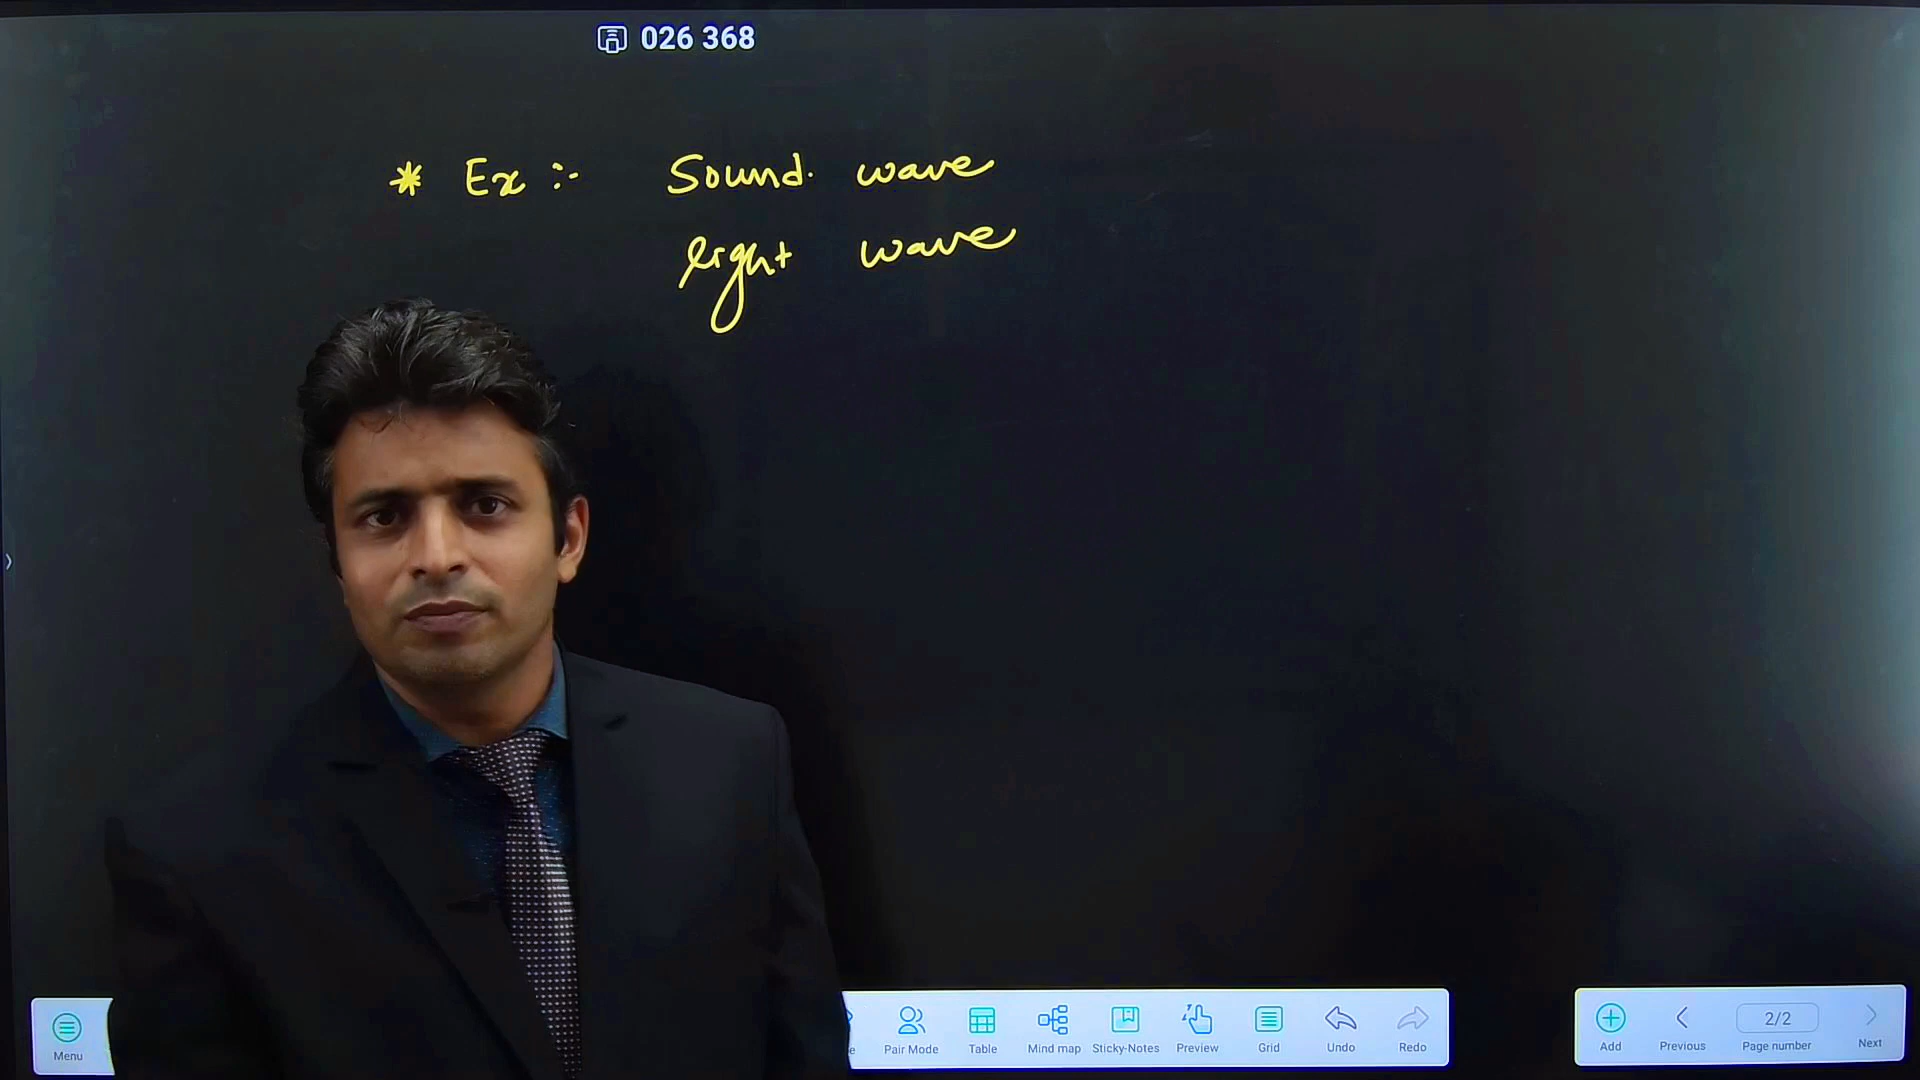 026 368
* Ex :- Sound. wave
light wave
Menu
Pair Mode Table Mind map Sticky-Notes Preview Grid Undo Redo
Add Previous 2/2 Page number Next